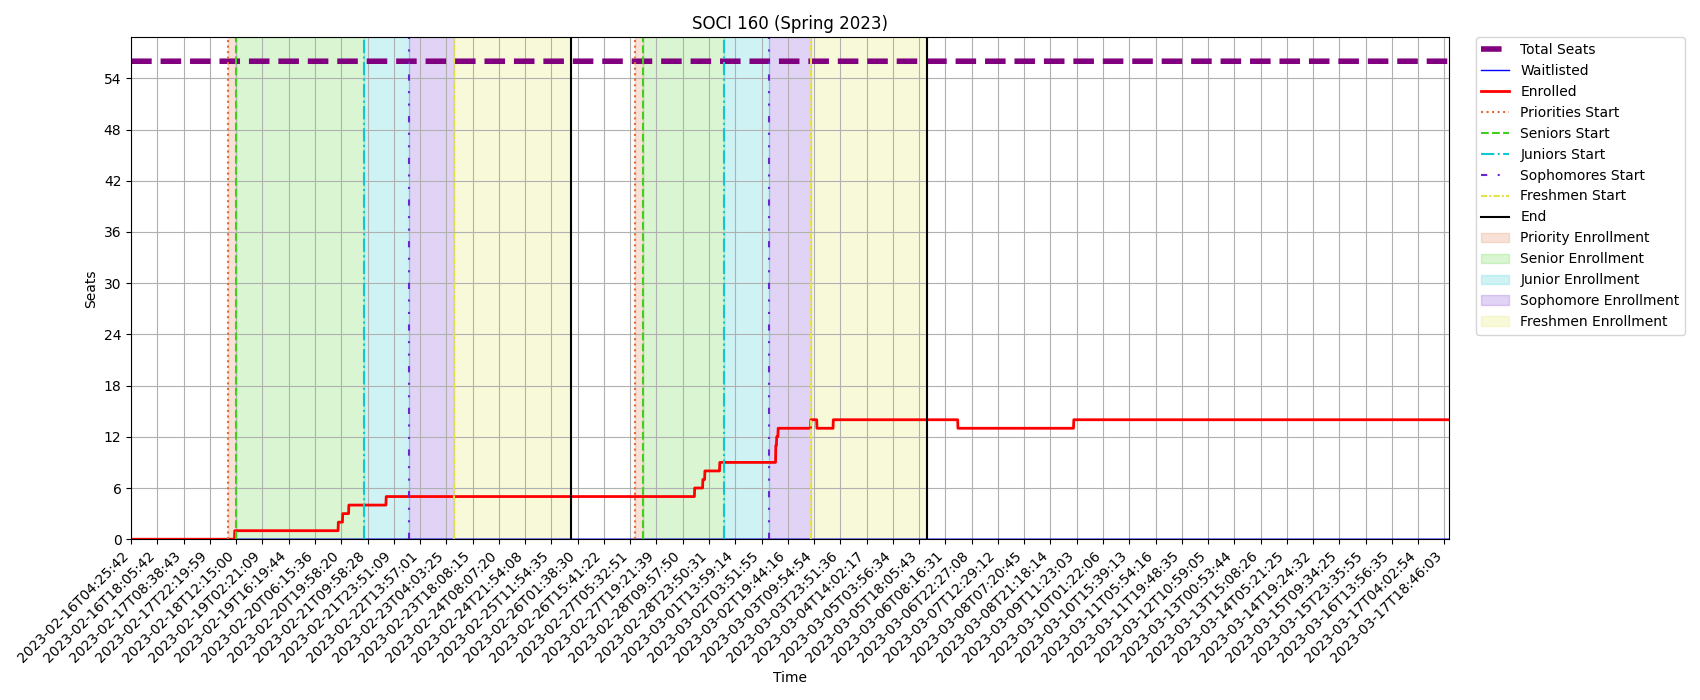 SOCI 160 (Spring 2023)
Seats
54
48
42
36
30
24
18
12
6
0
2023-02-16T04:25:42
2023-02-16T18:05:42
2023-02-17T08:38:43
2023-02-17T22:19:59
2023-02-18T12:15:00
2023-02-19T02:21:09
2023-02-19T16:19:44
2023-02-20T06:15:36
2023-02-20T19:58:20
2023-02-21T09:58:28
2023-02-21T23:51:09
2023-02-22T13:57:01
2023-02-23T04:03:25
2023-02-23T18:08:15
2023-02-24T08:07:20
2023-02-24T21:54:08
2023-02-25T11:54:35
2023-02-26T01:38:30
2023-02-26T15:41:22
2023-02-27T05:32:51
2023-02-27T19:21:39
2023-02-28T09:57:50
2023-02-28T23:50:31
2023-03-01T13:59:14
2023-03-02T03:51:55
2023-03-02T19:44:16
2023-03-03T09:54:54
2023-03-03T23:51:36
2023-03-04T14:02:17
2023-03-05T03:56:34
2023-03-05T18:05:43
2023-03-06T08:16:31
2023-03-06T22:27:08
2023-03-07T12:29:12
2023-03-08T07:20:45
2023-03-08T21:18:14
2023-03-09T11:23:03
2023-03-10T01:22:06
2023-03-10T15:39:13
2023-03-11T05:54:16
2023-03-11T19:48:35
2023-03-12T10:59:05
2023-03-13T00:53:44
2023-03-13T15:08:26
2023-03-14T05:21:25
2023-03-14T19:24:32
2023-03-15T09:34:25
2023-03-15T23:35:55
2023-03-16T13:56:35
2023-03-17T04:02:54
2023-03-17T18:46:03
Time
Total Seats
Waitlisted
Enrolled
Priorities Start
Seniors Start
Juniors Start
Sophomores Start
Freshmen Start
End
Priority Enrollment
Senior Enrollment
Junior Enrollment
Sophomore Enrollment
Freshmen Enrollment